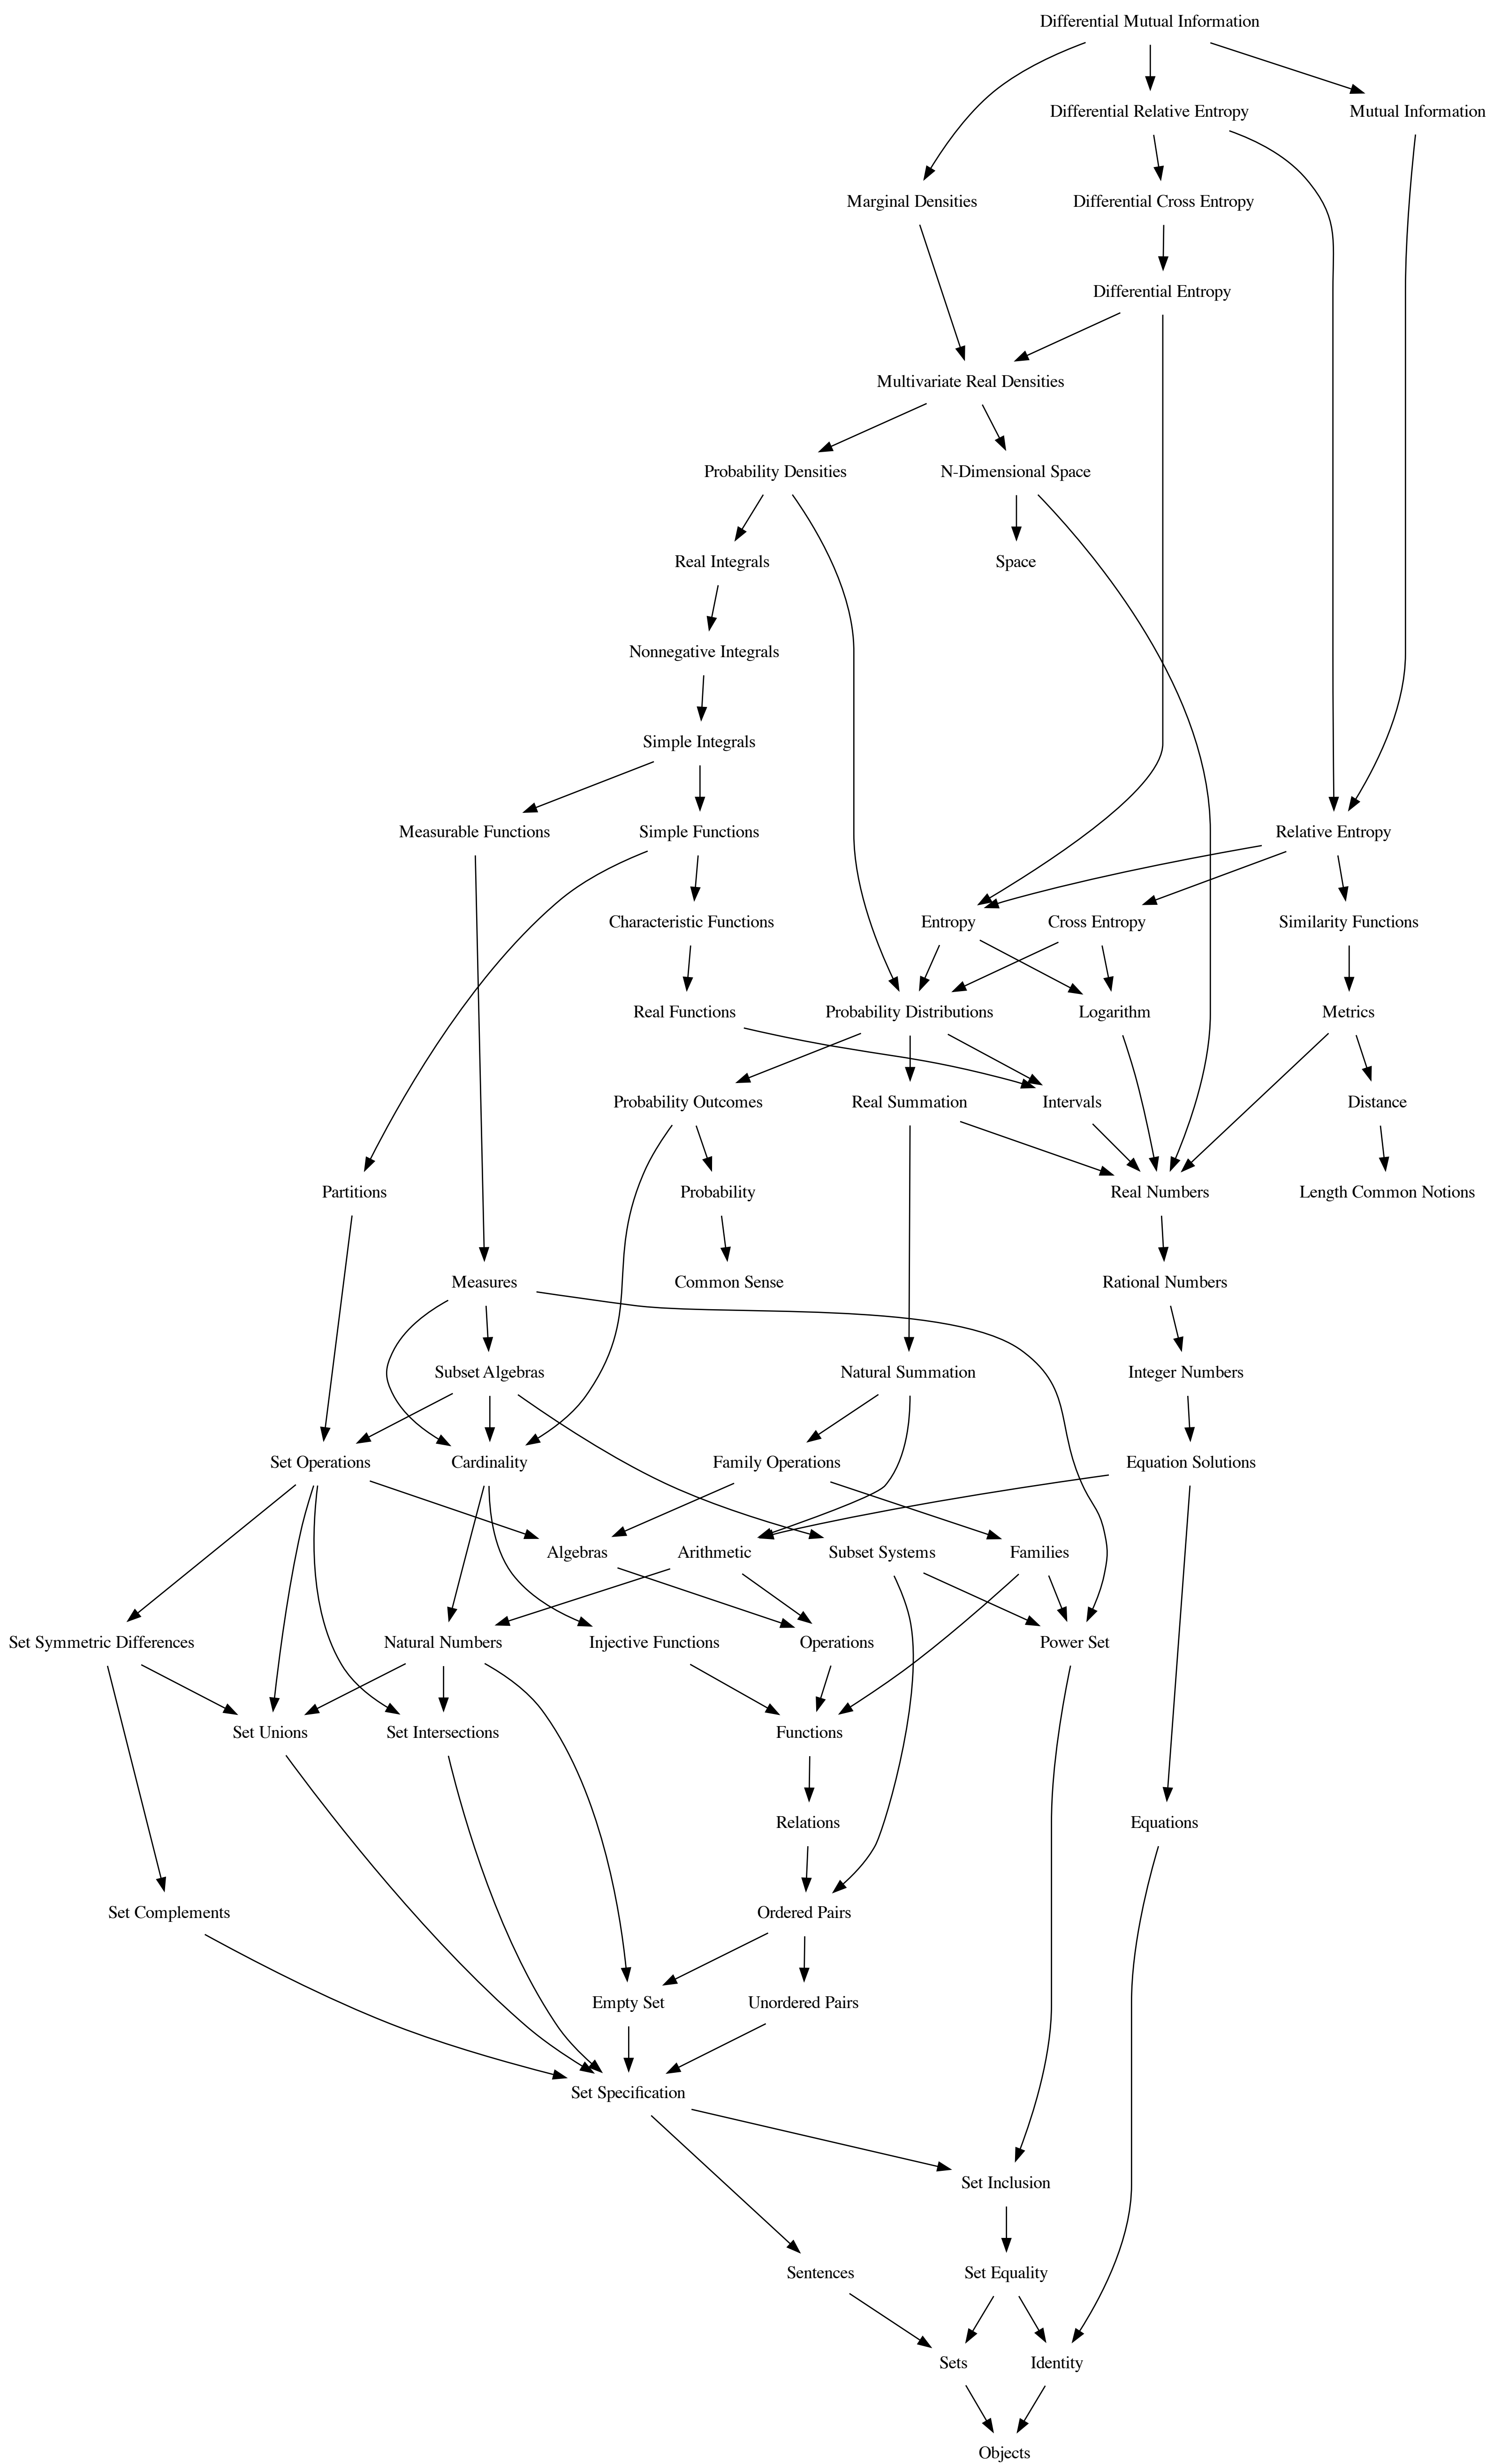 Differential Mutual Information
Differential Relative Entropy
Mutual Information
Marginal Densities
Differential Cross Entropy
Differential Entropy
Multivariate Real Densities
Probability Densities
N-Dimensional Space
Real Integrals
Space
Nonnegative Integrals
Simple Integrals
Measurable Functions
Simple Functions
Relative Entropy
Characteristic Functions
Entropy
Cross Entropy
Similarity Functions
Real Functions
Probability Distributions
Logarithm
Metrics
Probability Outcomes
Real Summation
Intervals
Distance
Partitions
Probability
Real Numbers
Length Common Notions
Measures
Common Sense
Rational Numbers
Subset Algebras
Natural Summation
Integer Numbers
Set Operations
Cardinality
Family Operations
Equation Solutions
Algebras
Arithmetic
Subset Systems
Families
Set Symmetric Differences
Natural Numbers
Injective Functions
Operations
Power Set
Set Unions
Set Intersections
Functions
Relations
Equations
Set Complements
Ordered Pairs
Empty Set
Unordered Pairs
Set Specification
Set Inclusion
Sentences
Set Equality
Sets
Identity
Objects